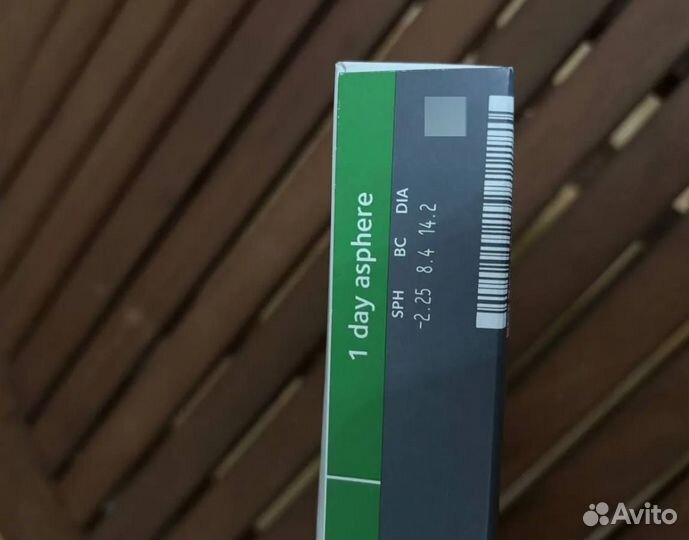 1 day asphere
SPH BC DIA
-2.25 8.4 14.2
Avito